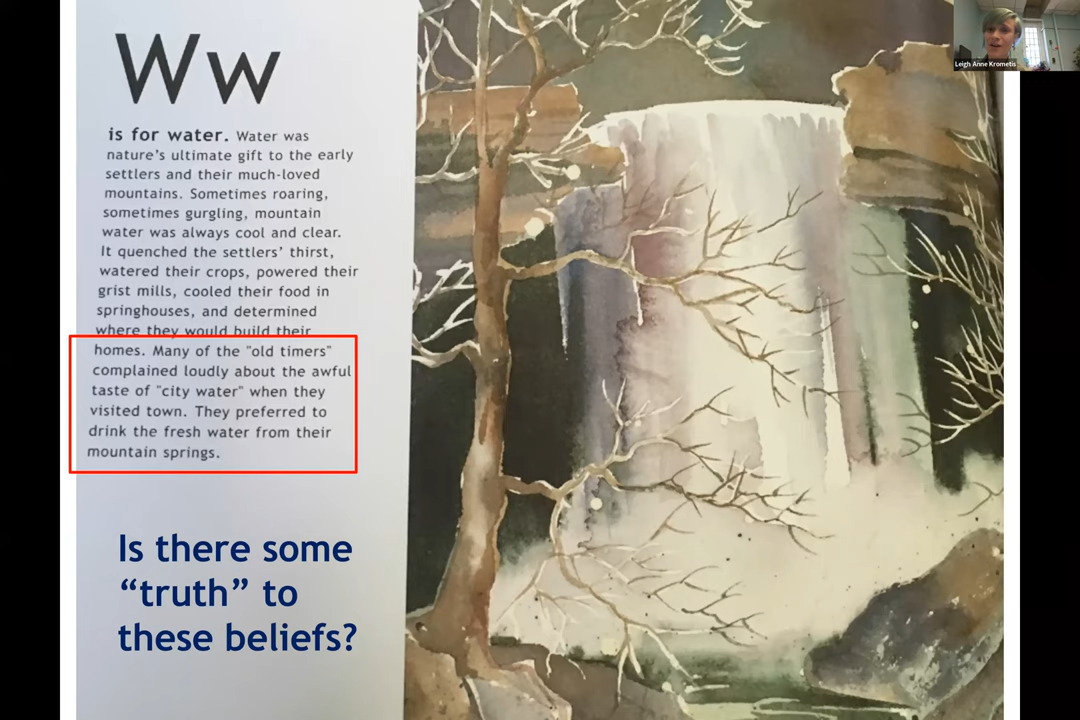 Ww
is for water. Water was
nature's ultimate gift to the early
settlers and their much-loved
mountains. Sometimes roaring,
sometimes gurgling, mountain
water was always cool and clear.
It quenched the settlers' thirst,
watered their crops, powered their
grist mills, cooled their food in
springhouses, and determined
where they would build their
homes. Many of the "old timers"
complained loudly about the awful
taste of "city water" when they
visited town. They preferred to
drink the fresh water from their
mountain springs.
Is there some
“truth” to
these beliefs?
Leigh Anne Krometis